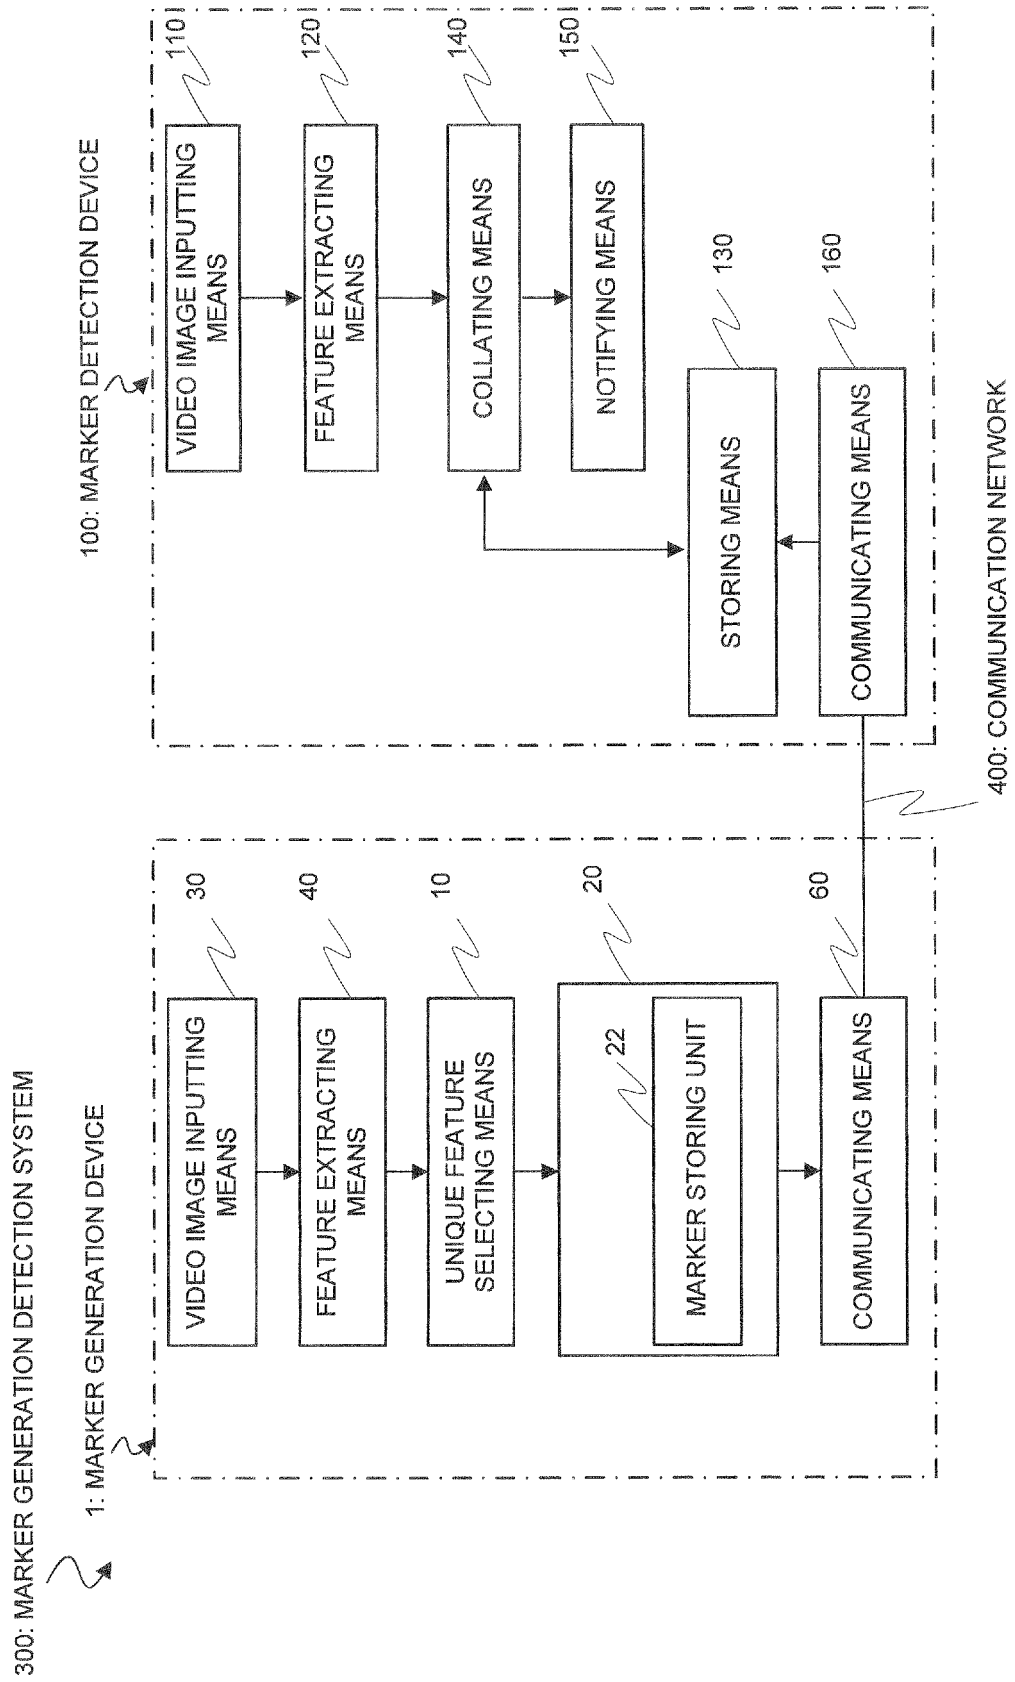 300: MARKER GENERATION DETECTION SYSTEM
1: MARKER GENERATION DEVICE
30
VIDEO IMAGE INPUTTING
MEANS
40
FEATURE EXTRACTING
MEANS
10
UNIQUE FEATURE
SELECTING MEANS
20
22
MARKER STORING UNIT
60
COMMUNICATING MEANS
100: MARKER DETECTION DEVICE
110
VIDEO IMAGE INPUTTING
MEANS
120
FEATURE EXTRACTING
MEANS
140
COLLATING MEANS
150
NOTIFYING MEANS
130
STORING MEANS
160
COMMUNICATING MEANS
400: COMMUNICATION NETWORK